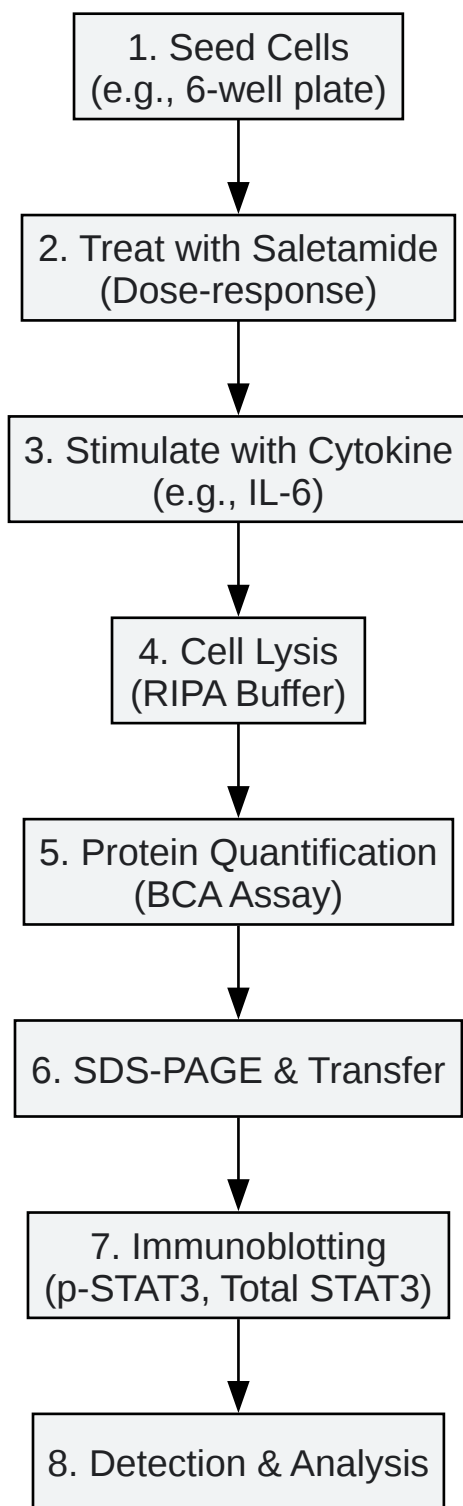 1. Seed Cells
(e.g., 6-well plate)
2. Treat with Saletamide
(Dose-response)
3. Stimulate with Cytokine
(e.g., IL-6)
4. Cell Lysis
(RIPA Buffer)
5. Protein Quantification
(BCA Assay)
6. SDS-PAGE & Transfer
7. Immunoblotting
(p-STAT3, Total STAT3)
8. Detection & Analysis